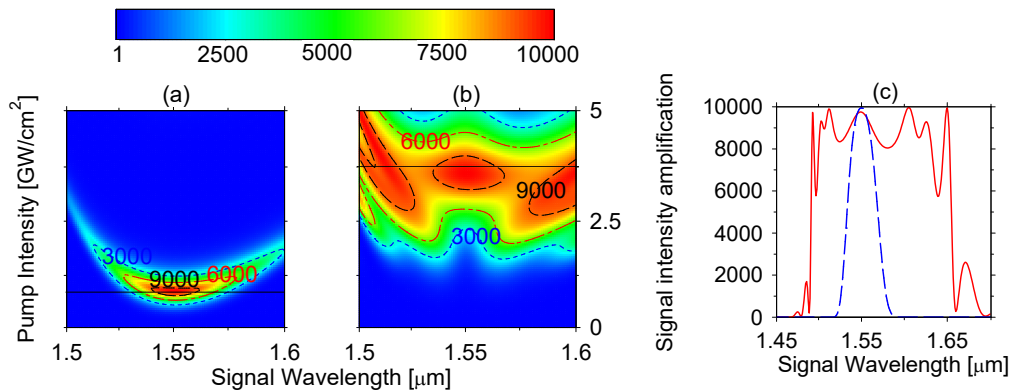 1 2500 5000 7500 10000
(a) (b) (c)
Pump Intensity [GW/cm²]
3000
9000
6000
1.5 1.55 1.6
Signal Wavelength [μm]
6000
9000
3000
5
2.5
0
1.5 1.55 1.6
Signal intensity amplification
10000
8000
6000
4000
2000
0
1.45 1.55 1.65
Signal Wavelength [μm]